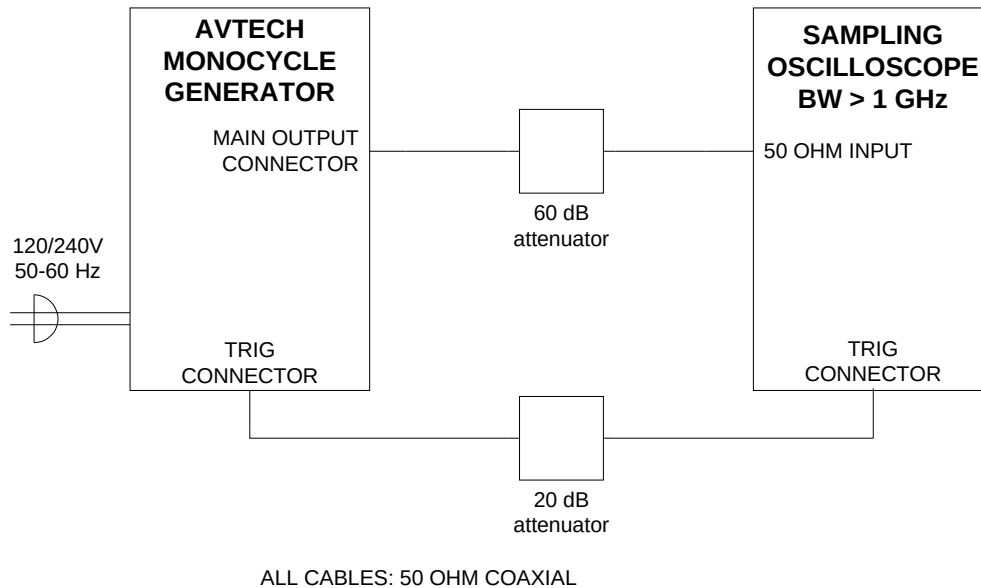 AVTECH
MONOCYCLE
GENERATOR
MAIN OUTPUT
CONNECTOR
120/240V
50-60 Hz
TRIG
CONNECTOR
60 dB
attenuator
SAMPLING
OSCILLOSCOPE
BW > 1 GHz
50 OHM INPUT
TRIG
CONNECTOR
20 dB
attenuator
ALL CABLES: 50 OHM COAXIAL